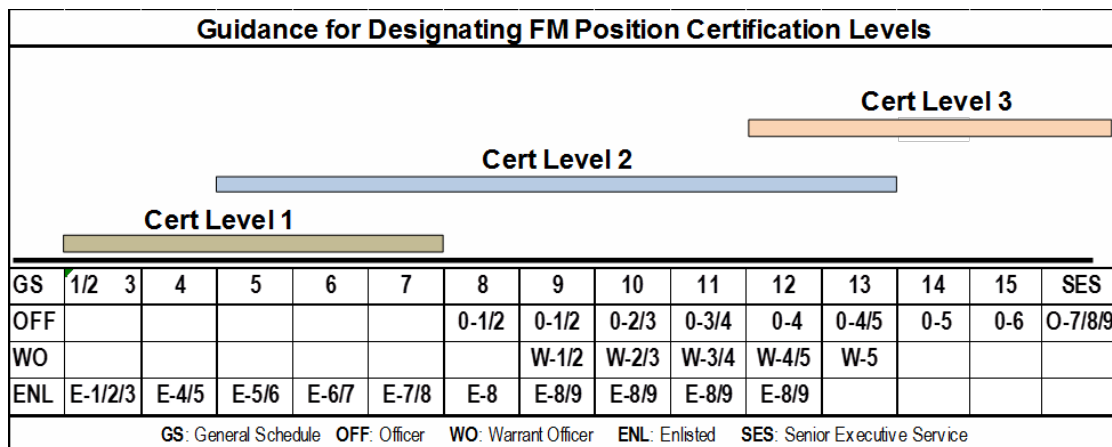 Guidance for Designating FM Position Certification Levels
Cert Level 3
Cert Level 2
Cert Level 1
GS 1/2 3 4 5 6 7 8 9 10 11 12 13 14 15 SES
OFF 0-1/2 0-1/2 0-2/3 0-3/4 0-4 0-4/5 0-5 0-6 O-7/8/9
WO W-1/2 W-2/3 W-3/4 W-4/5 W-5
ENL E-1/2/3 E-4/5 E-5/6 E-6/7 E-7/8 E-8 E-8/9 E-8/9 E-8/9 E-8/9
GS: General Schedule OFF: Officer WO: Warrant Officer ENL: Enlisted SES: Senior Executive Service